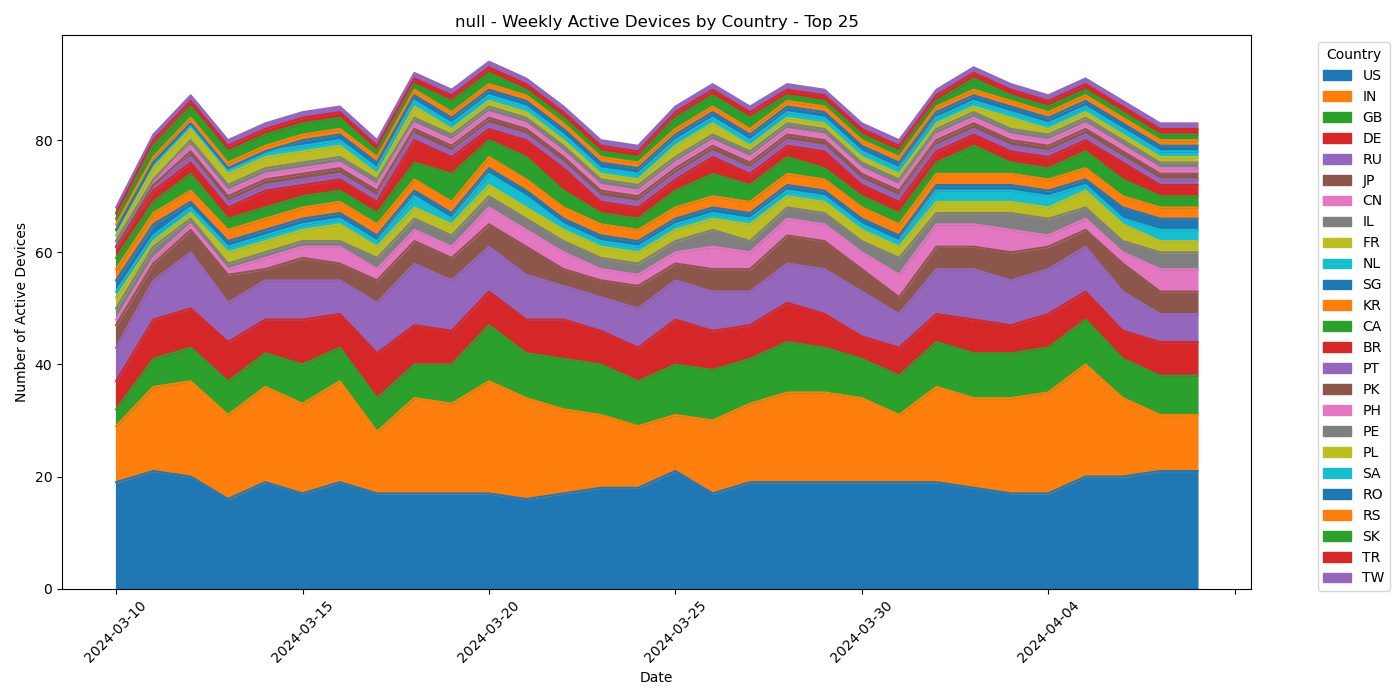 null - Weekly Active Devices by Country - Top 25
Number of Active Devices
80
60
40
20
0
2024-03-10
2024-03-15
2024-03-20
2024-03-25
2024-03-30
2024-04-04
Date
Country
US
IN
GB
DE
RU
JP
CN
IL
FR
NL
SG
KR
CA
BR
PT
PK
PH
PE
PL
SA
RO
RS
SK
TR
TW